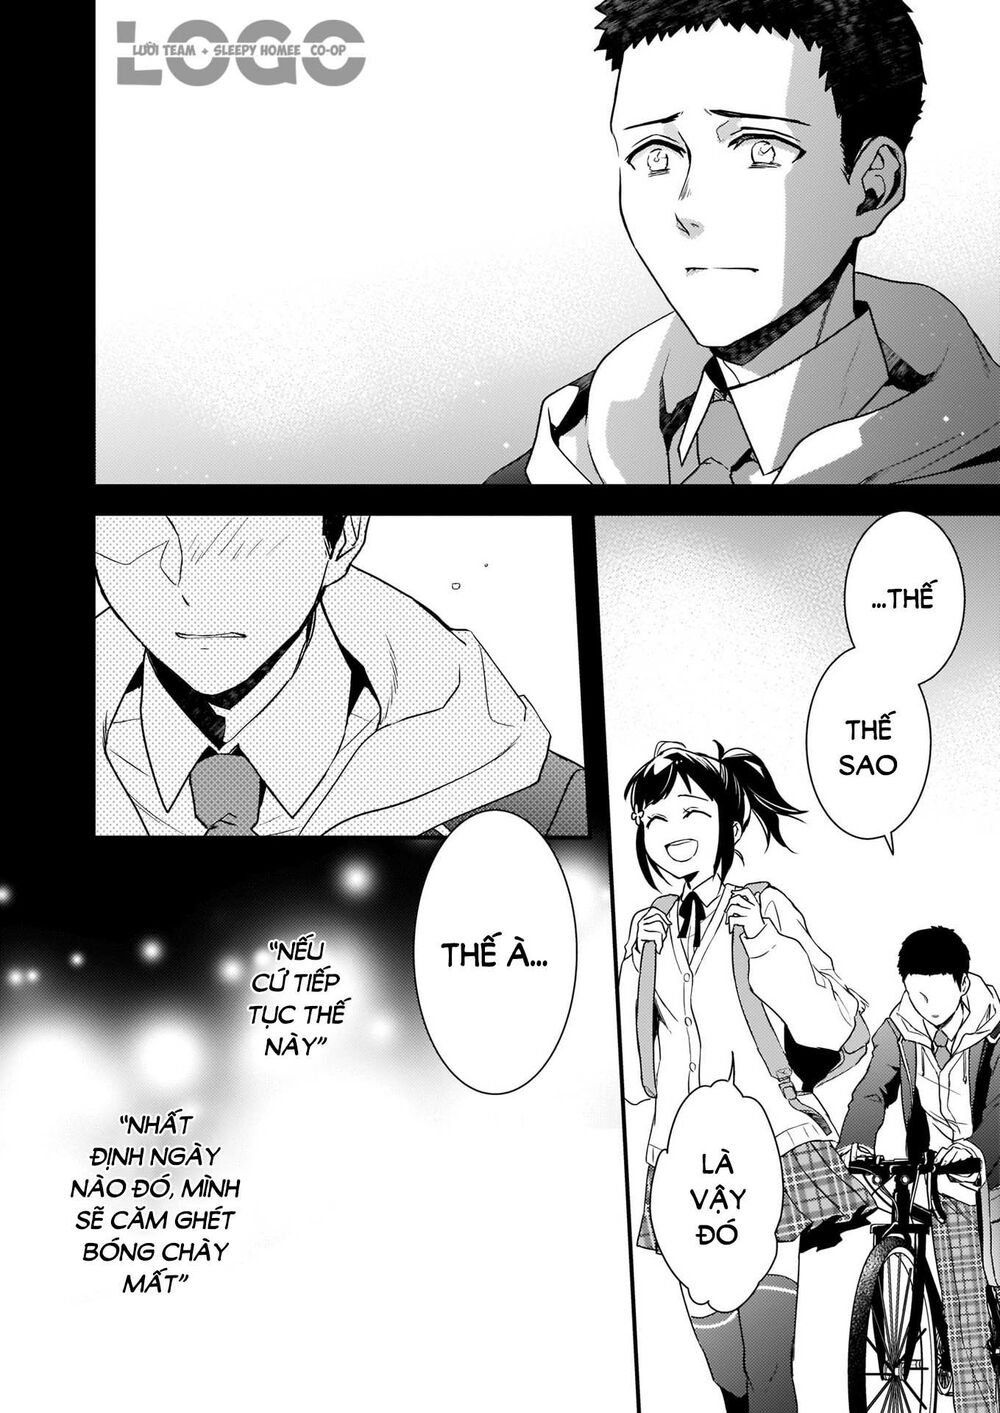 LOGO
LƯỜI TEAM + SLEEPY HOMEE CO-OP
...THẾ
THẾ
SAO
LÀ
VẬY
ĐÓ
THẾ À...
“NẾU
CỨ TIẾP
TỤC THẾ
NÀY”
“NHẤT
ĐỊNH NGÀY
NÀO ĐÓ, MÌNH
SẼ CĂM GHÉT
BÓNG CHÀY
MẤT”